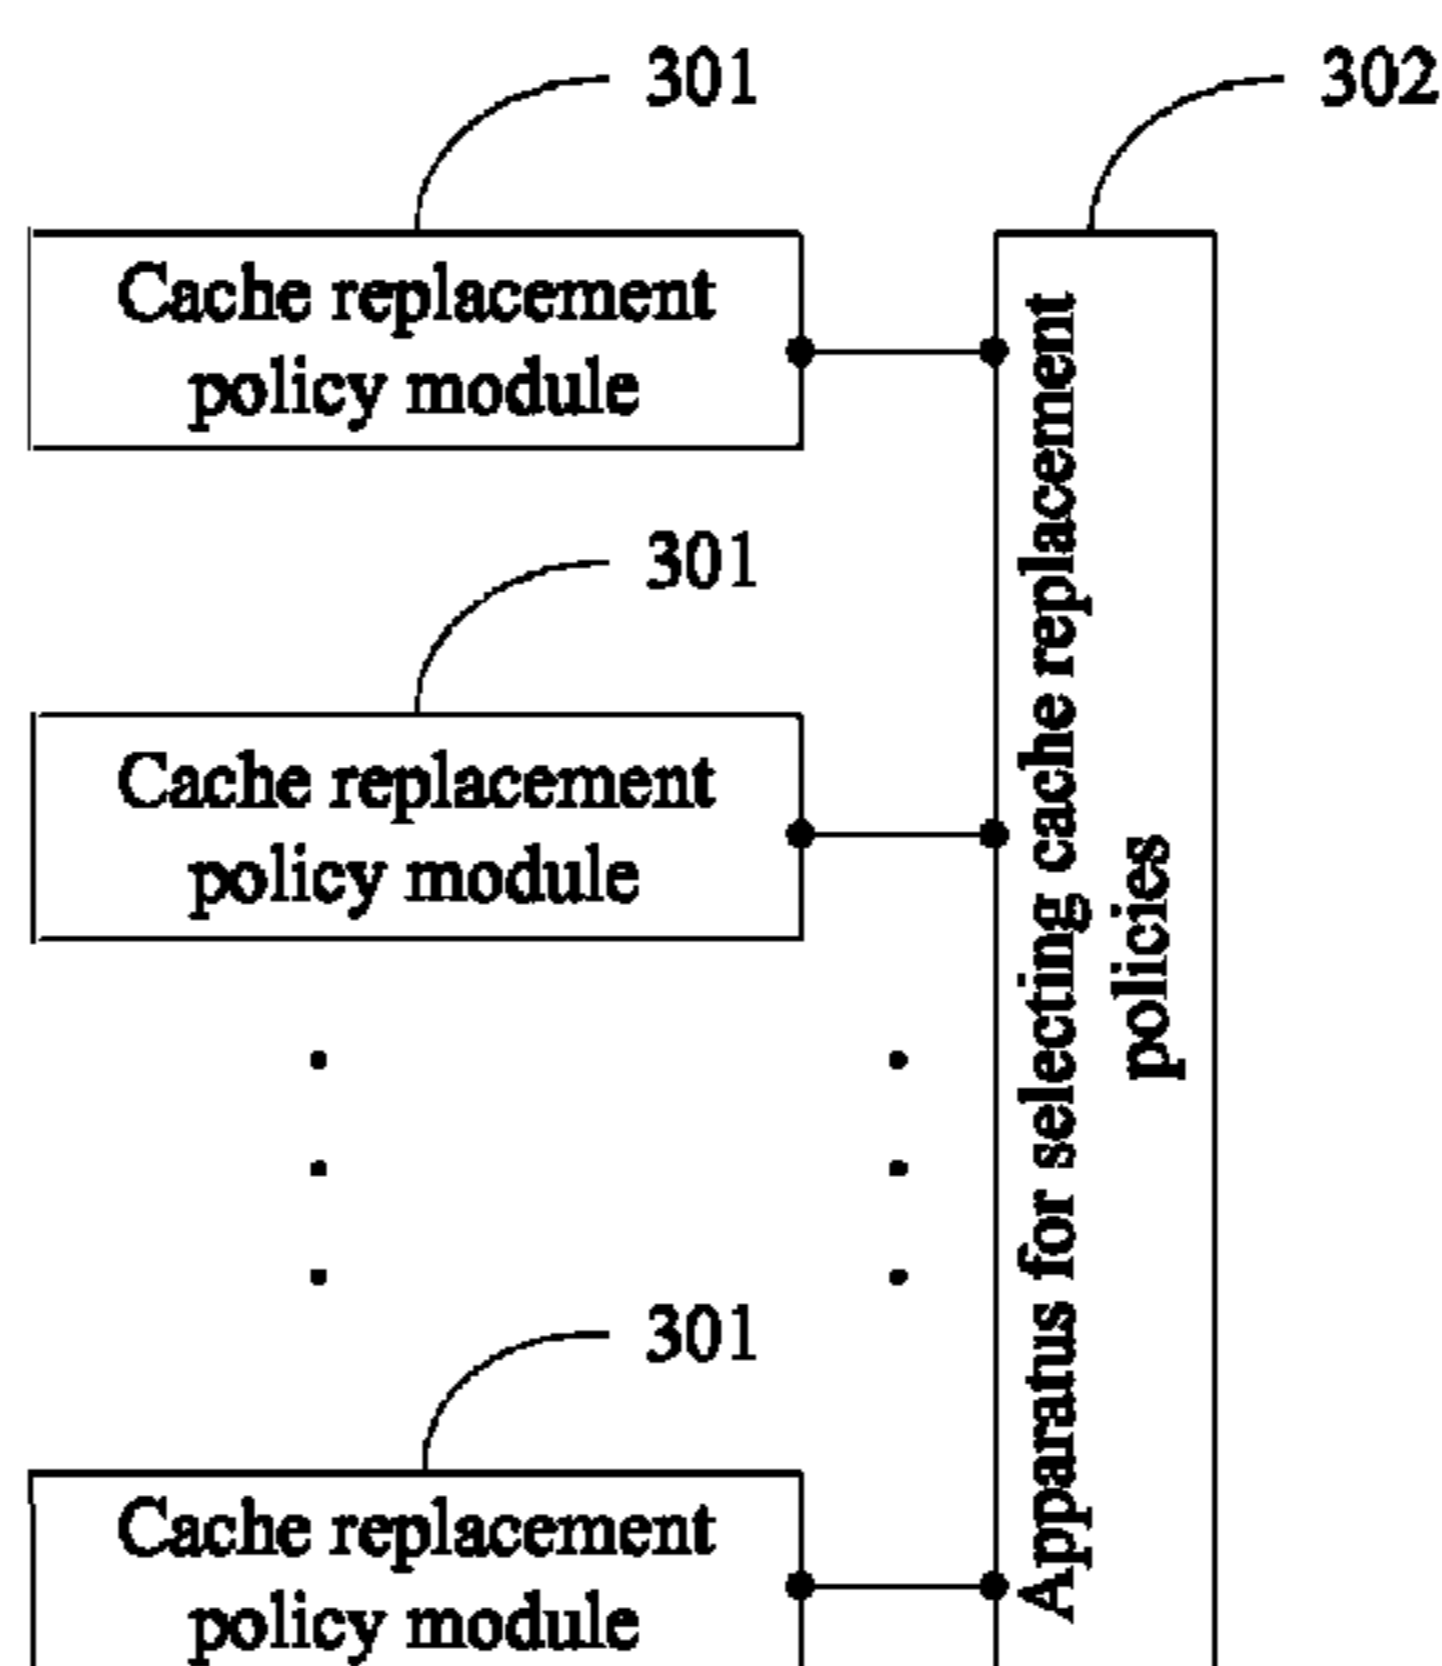 301
302
Cache replacement
policy module
301
Cache replacement
policy module
Apparatus for selecting cache replacement
policies
301
Cache replacement
policy module